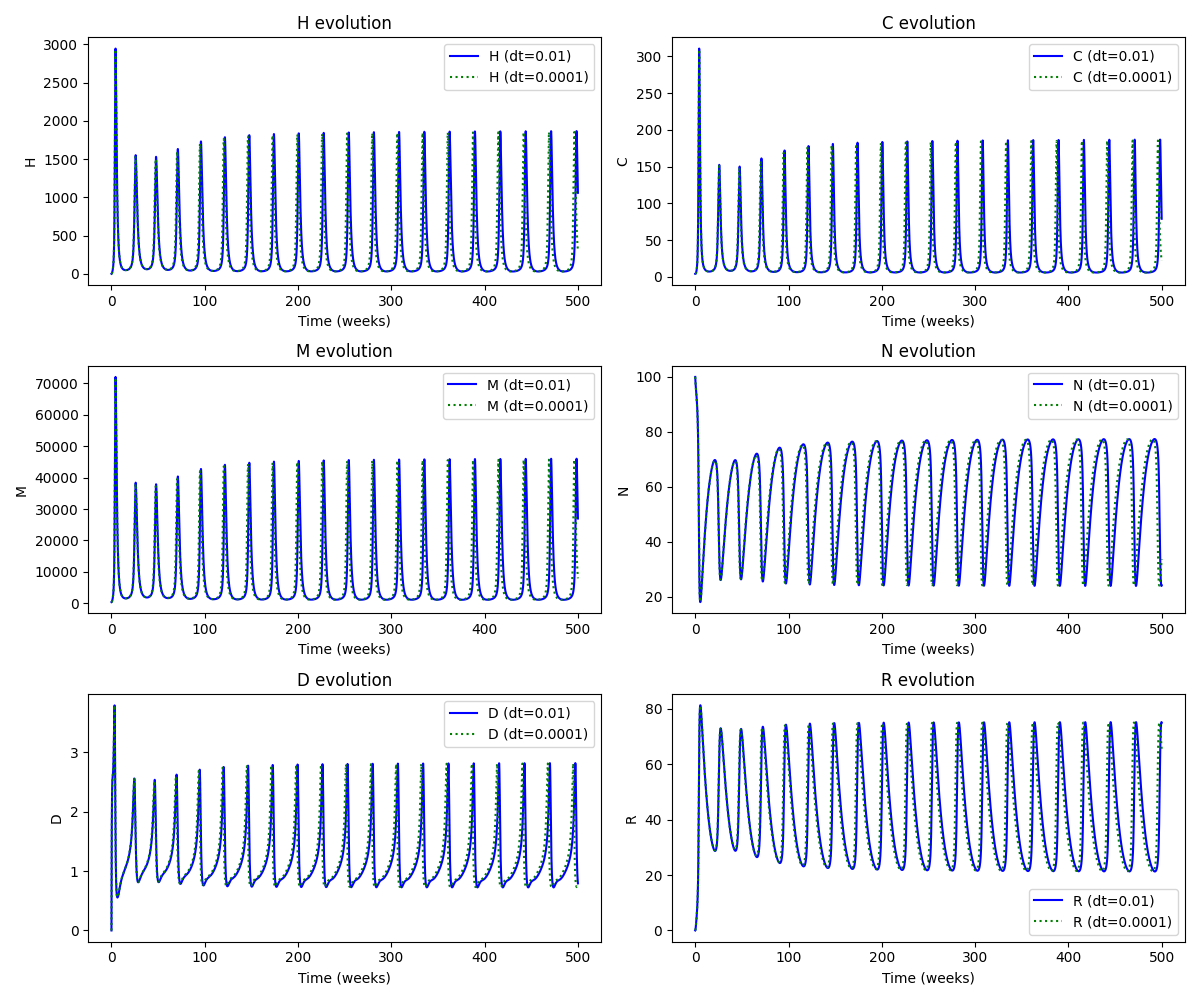 H evolution
H
3000
2500
2000
1500
1000
500
0
H (dt=0.01)
H (dt=0.0001)
0 100 200 300 400 500
Time (weeks)
C evolution
C
300
250
200
150
100
50
0
C (dt=0.01)
C (dt=0.0001)
0 100 200 300 400 500
Time (weeks)
M evolution
M
70000
60000
50000
40000
30000
20000
10000
0
M (dt=0.01)
M (dt=0.0001)
0 100 200 300 400 500
Time (weeks)
N evolution
N
100
80
60
40
20
N (dt=0.01)
N (dt=0.0001)
0 100 200 300 400 500
Time (weeks)
D evolution
D
3
2
1
0
D (dt=0.01)
D (dt=0.0001)
0 100 200 300 400 500
Time (weeks)
R evolution
R
80
60
40
20
0
R (dt=0.01)
R (dt=0.0001)
0 100 200 300 400 500
Time (weeks)